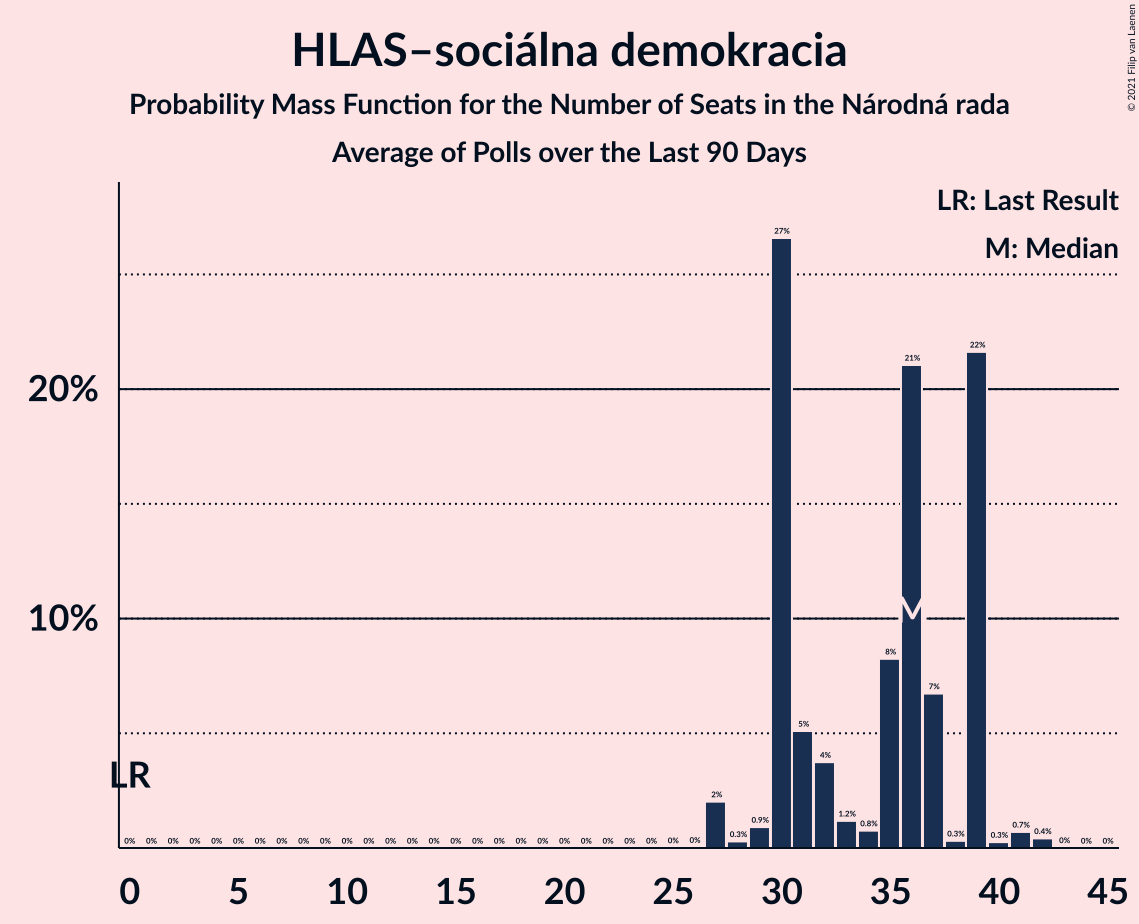 HLAS–sociálna demokracia
Probability Mass Function for the Number of Seats in the Národná rada
Average of Polls over the Last 90 Days
© 2021 Filip van Laenen
LR: Last Result
M: Median
20%
10%
LR
M
0% 0% 0% 0% 0% 0% 0% 0% 0% 0% 0% 0% 0% 0% 0% 0% 0% 0% 0% 0% 0% 0% 0% 0% 0% 0% 0% 2% 0.3% 0.9% 27% 5% 4% 1.2% 0.8% 8% 21% 7% 0.3% 22% 0.3% 0.7% 0.4% 0% 0% 0%
0 5 10 15 20 25 30 35 40 45